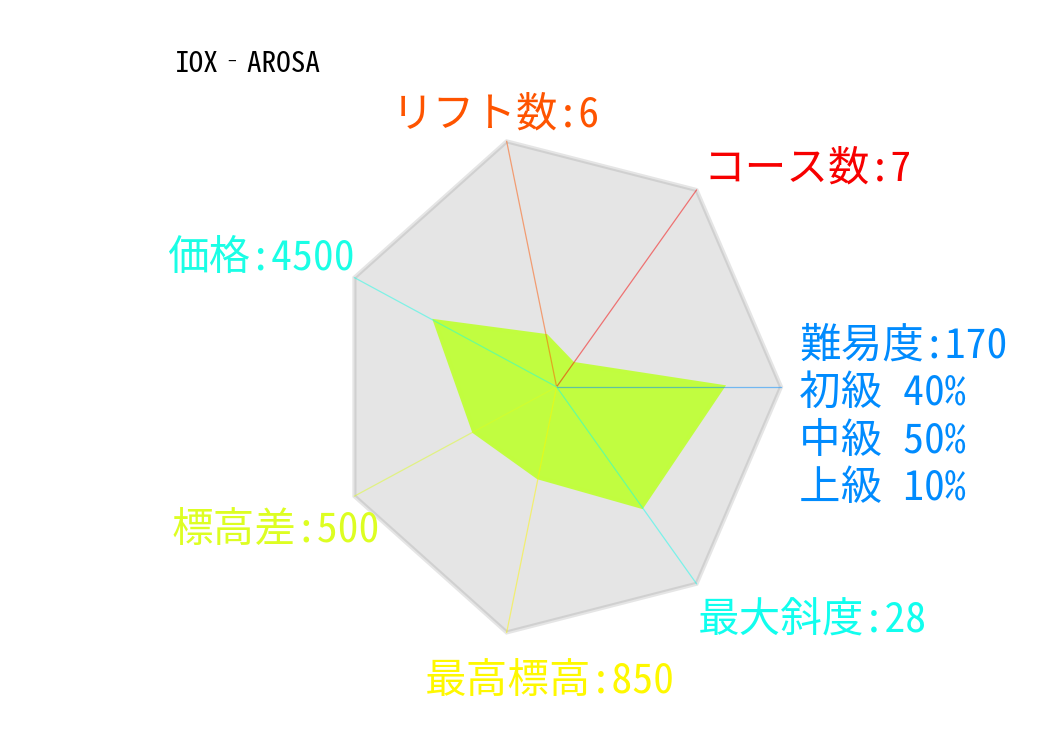 IOX‐AROSA
リフト数:6
コース数:7
価格:4500
難易度:170
初級 40%
中級 50%
上級 10%
標高差:500
最大斜度:28
最高標高:850